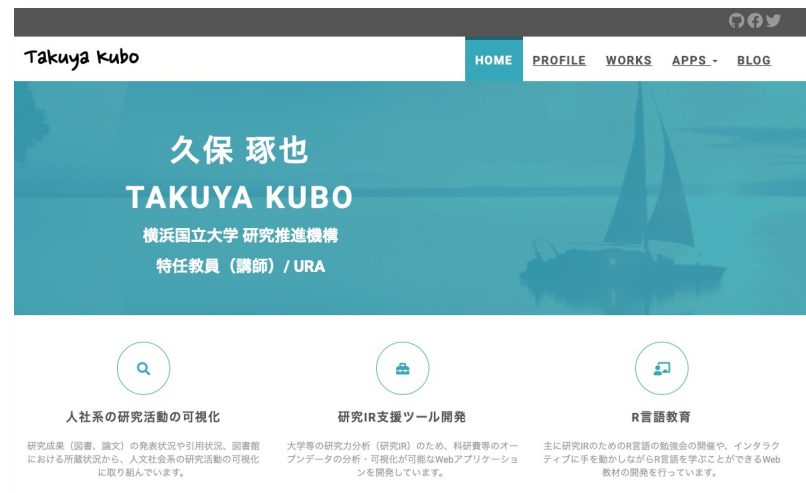 Takuya Kubo
HOME PROFILE WORKS APPS BLOG
久保 琢也
TAKUYA KUBO
横浜国立大学 研究推進機構
特任教員（講師）/ URA
人社系の研究活動の可視化
研究成果（図書、論文）の発表状況や引用状況、図書館
における所蔵状況から、人文社会系の研究活動の可視化
に取り組んでいます。
研究IR支援ツール開発
大学等の研究力分析（研究IR）のため、科研費等のオー
プンデータの分析・可視化が可能なWebアプリケーショ
ンを開発しています。
R言語教育
主に研究IRのためのR言語の勉強会の開催や、インタラク
ティブに手を動かしながらR言語を学ぶことができるWeb
教材の開発を行っています。